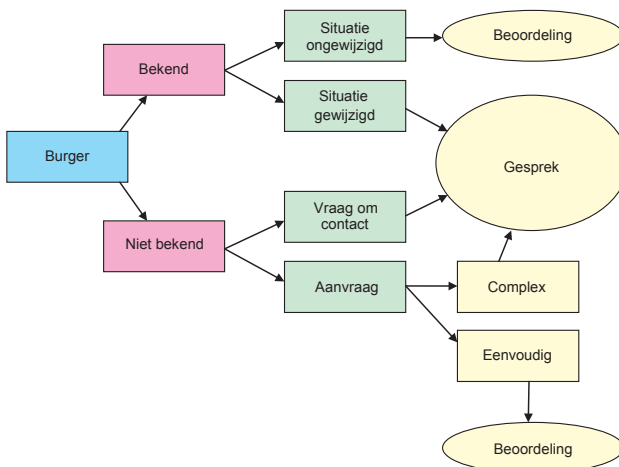 Situatie
ongewijzigd
Beoordeling
Bekend
Situatie
gewijzigd
Burger
Gesprek
Vraag om
contact
Niet bekend
Aanvraag
Complex
Eenvoudig
Beoordeling